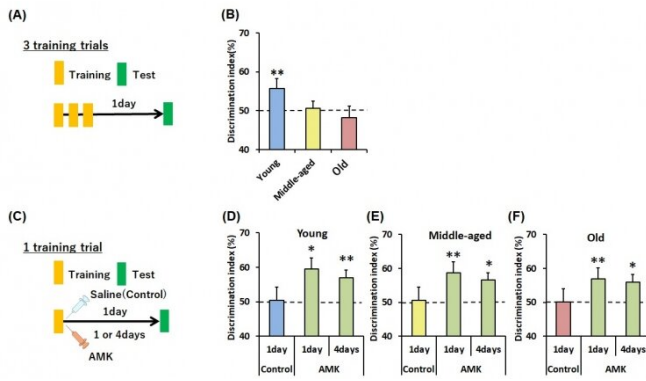 (A)
3 training trials
Training Test
1day
(B)
Discrimination index(%)
70
60
50
40
**
Young
Middle-aged
Old
(C)
1 training trial
Training Test
Saline(Control)
1day
1 or 4days
AMK
(D)
Young
Discrimination index (%)
70
60
50
40
* **
1day 1day 4days
Control AMK
(E)
Middle-aged
Discrimination index (%)
70
60
50
40
** *
1day 1day 4days
Control AMK
(F)
Old
Discrimination index (%)
70
60
50
40
** *
1day 1day 4days
Control AMK